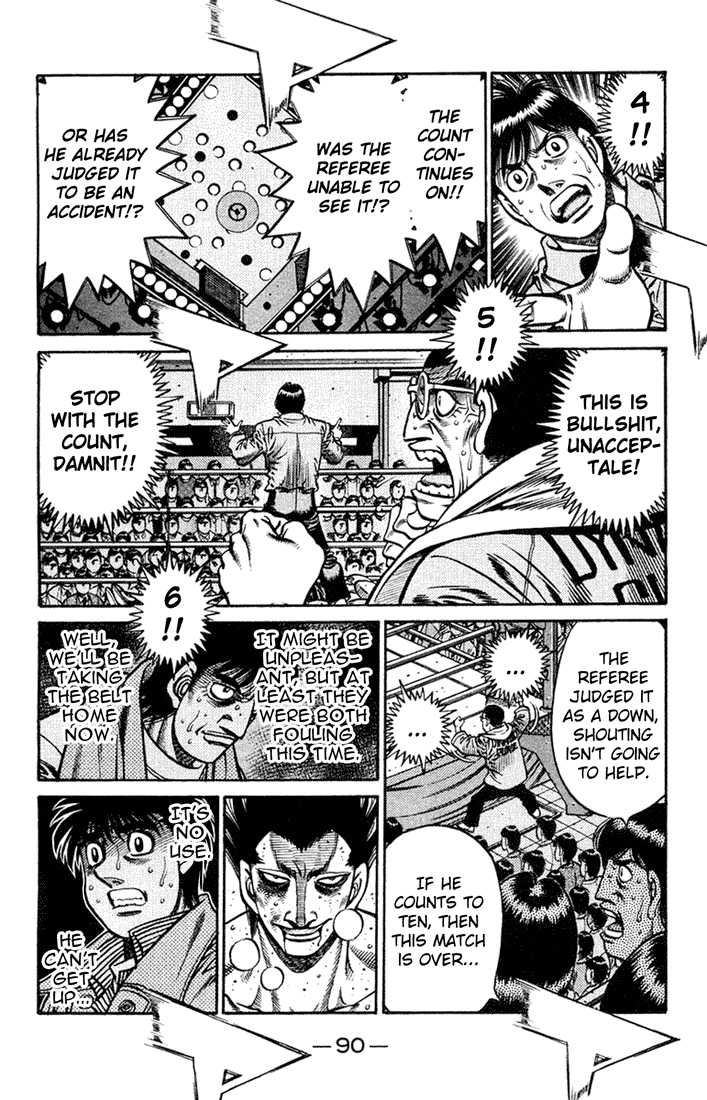 4
!!
THE
COUNT
CON-
TINUES
ON!!
WAS THE
REFEREE
UNABLE TO
SEE IT!?
OR HAS
HE ALREADY
JUDGED IT
TO BE AN
ACCIDENT!?
5
!!
THIS IS
BULLSHIT,
UNACCEP-
TALE!
STOP
WITH THE
COUNT,
DAMNIT!!
THE
REFEREE
JUDGED IT
AS A DOWN,
SHOUTING
ISN'T GOING
TO HELP.
...
...
IF HE
COUNTS TO
TEN, THEN
THIS MATCH
IS OVER...
6
!!
IT MIGHT BE
UNPLEAS-
ANT, BUT AT
LEAST THEY
WERE BOTH
FOULING
THIS TIME.
WELL,
WE'LL BE
TAKING
THE BELT
HOME
NOW.
IT'S
NO
USE.
HE
CAN'T
GET
UP...
—90—